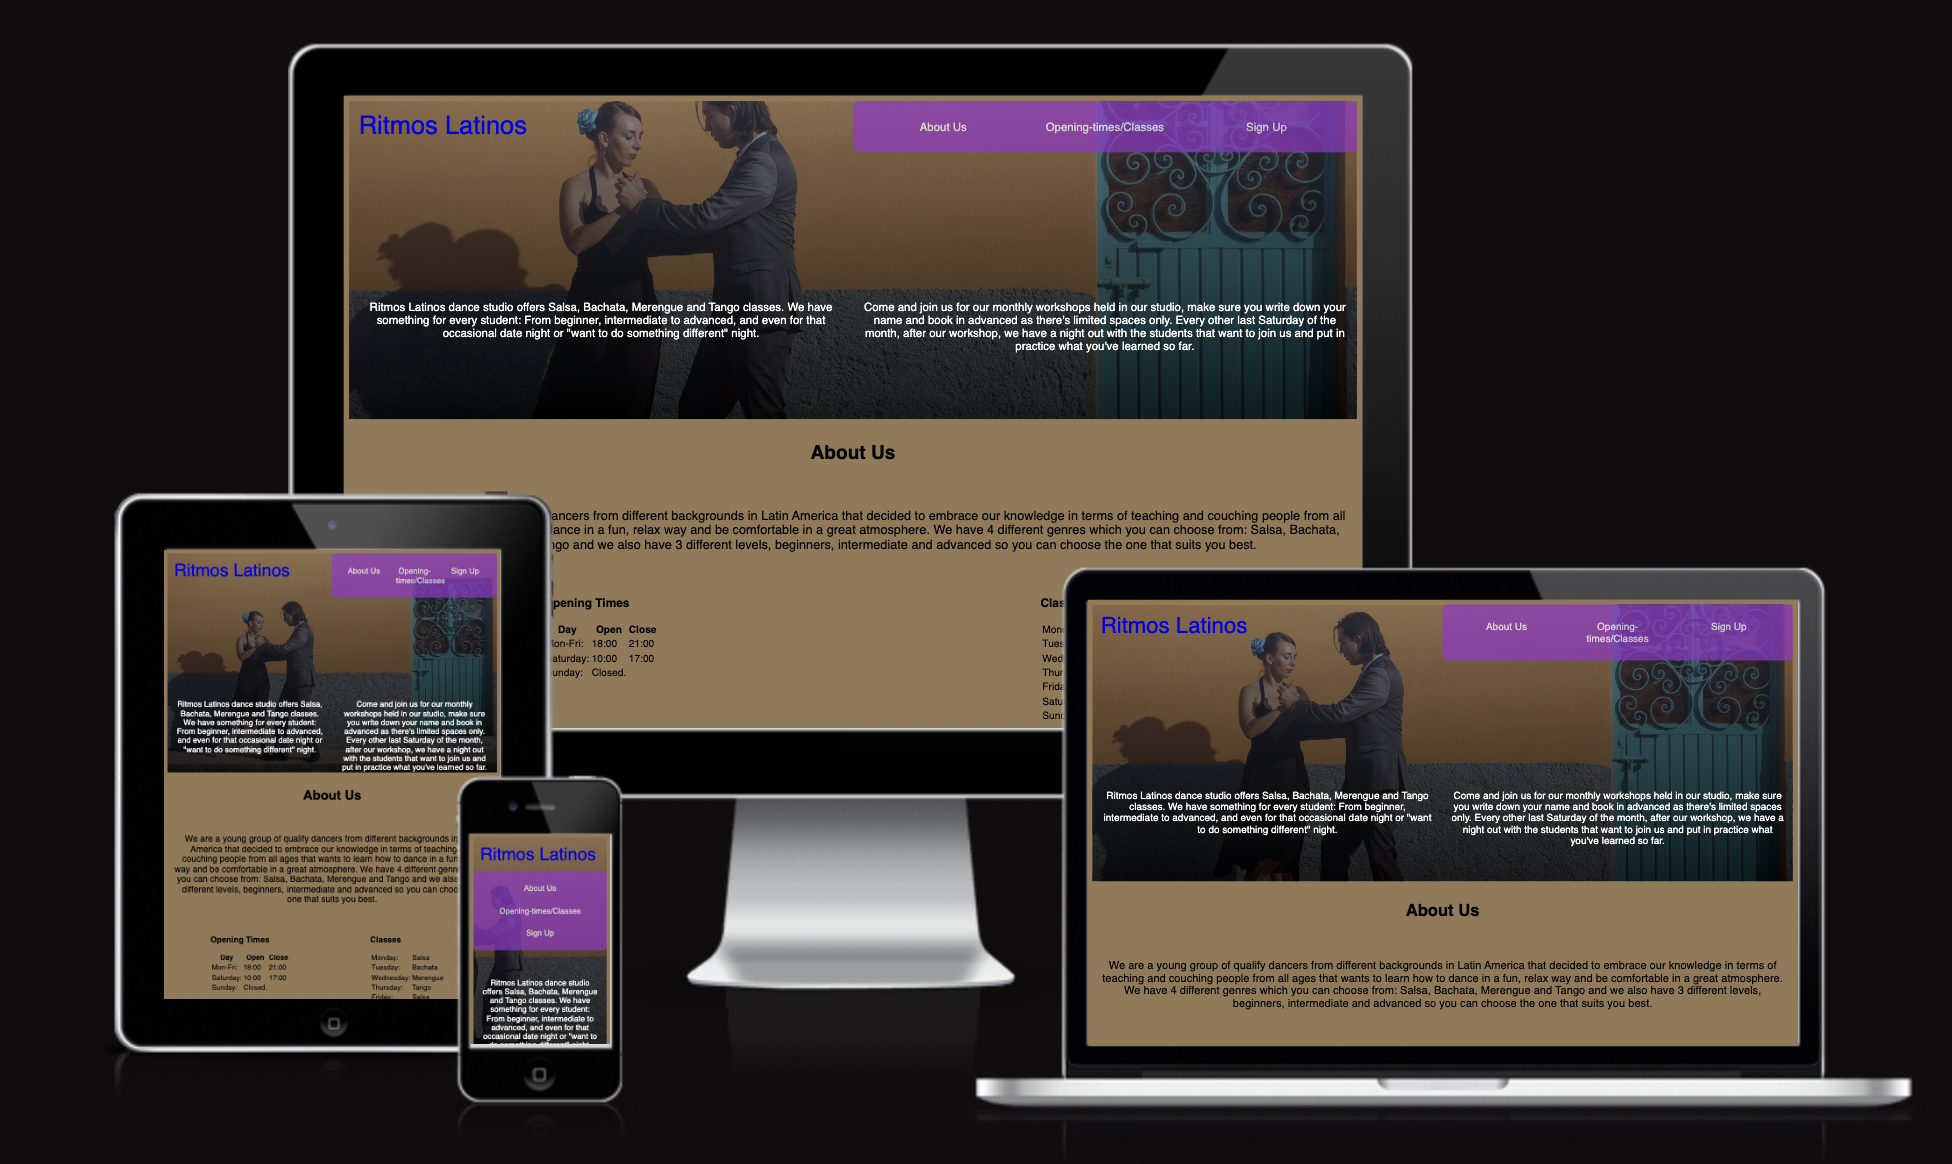 Ritmos Latinos
About Us
Opening-times/Classes
Sign Up
Ritmos Latinos dance studio offers Salsa, Bachata, Merengue and Tango classes. We have
something for every student: From beginner, intermediate to advanced, and even for that
occasional date night or "want to do something different" night.
Come and join us for our monthly workshops held in our studio, make sure you write down your
name and book in advanced as there's limited spaces only. Every other last Saturday of the
month, after our workshop, we have a night out with the students that want to join us and put in
practice what you've learned so far.
About Us
ancers from different backgrounds in Latin America that decided to embrace our knowledge in terms of teaching and couching people from all
ance in a fun, relax way and be comfortable in a great atmosphere. We have 4 different genres which you can choose from: Salsa, Bachata,
ngo and we also have 3 different levels, beginners, intermediate and advanced so you can choose the one that suits you best.
pening Times
Day Open Close
on-Fri: 18:00 21:00
aturday: 10:00 17:00
unday: Closed.
Clas
Mon
Tues
Wed
Thur
Frida
Satu
Sun
Ritmos Latinos
About Us
Opening-
times/Classes
Sign Up
Ritmos Latinos dance studio offers Salsa,
Bachata, Merengue and Tango classes.
We have something for every student:
From beginner, intermediate to advanced,
and even for that occasional date night or
"want to do something different" night.
Come and join us for our monthly
workshops held in our studio, make sure
you write down your name and book in
advanced as there's limited spaces only.
Every other last Saturday of the month,
after our workshop, we have a night out
with the students that want to join us and
put in practice what you've learned so far.
About Us
We are a young group of qualify dancers from different backgrounds in
America that decided to embrace our knowledge in terms of teaching
couching people from all ages that wants to learn how to dance in a fun
way and be comfortable in a great atmosphere. We have 4 different genr
you can choose from: Salsa, Bachata, Merengue and Tango and we also
different levels, beginners, intermediate and advanced so you can choo
one that suits you best.
Opening Times
Day Open Close
Mon-Fri: 18:00 21:00
Saturday: 10:00 17:00
Sunday: Closed.
Classes
Monday: Salsa
Tuesday: Bachata
Wednesday: Merengue
Thursday: Tango
Friday: Salsa
Ritmos Latinos
About Us
Opening-times/Classes
Sign Up
Ritmos Latinos dance studio
offers Salsa, Bachata, Merengue
and Tango classes. We have
something for every student:
From beginner, intermediate to
advanced, and even for that
occasional date night or "want to
do something different" night.
Ritmos Latinos
About Us
Opening-
times/Classes
Sign Up
Ritmos Latinos dance studio offers Salsa, Bachata, Merengue and Tango
classes. We have something for every student: From beginner,
intermediate to advanced, and even for that occasional date night or "want
to do something different" night.
Come and join us for our monthly workshops held in our studio, make sure
you write down your name and book in advanced as there's limited spaces
only. Every other last Saturday of the month, after our workshop, we have a
night out with the students that want to join us and put in practice what
you've learned so far.
About Us
We are a young group of qualify dancers from different backgrounds in Latin America that decided to embrace our knowledge in terms of
teaching and couching people from all ages that wants to learn how to dance in a fun, relax way and be comfortable in a great atmosphere.
We have 4 different genres which you can choose from: Salsa, Bachata, Merengue and Tango and we also have 3 different levels,
beginners, intermediate and advanced so you can choose the one that suits you best.